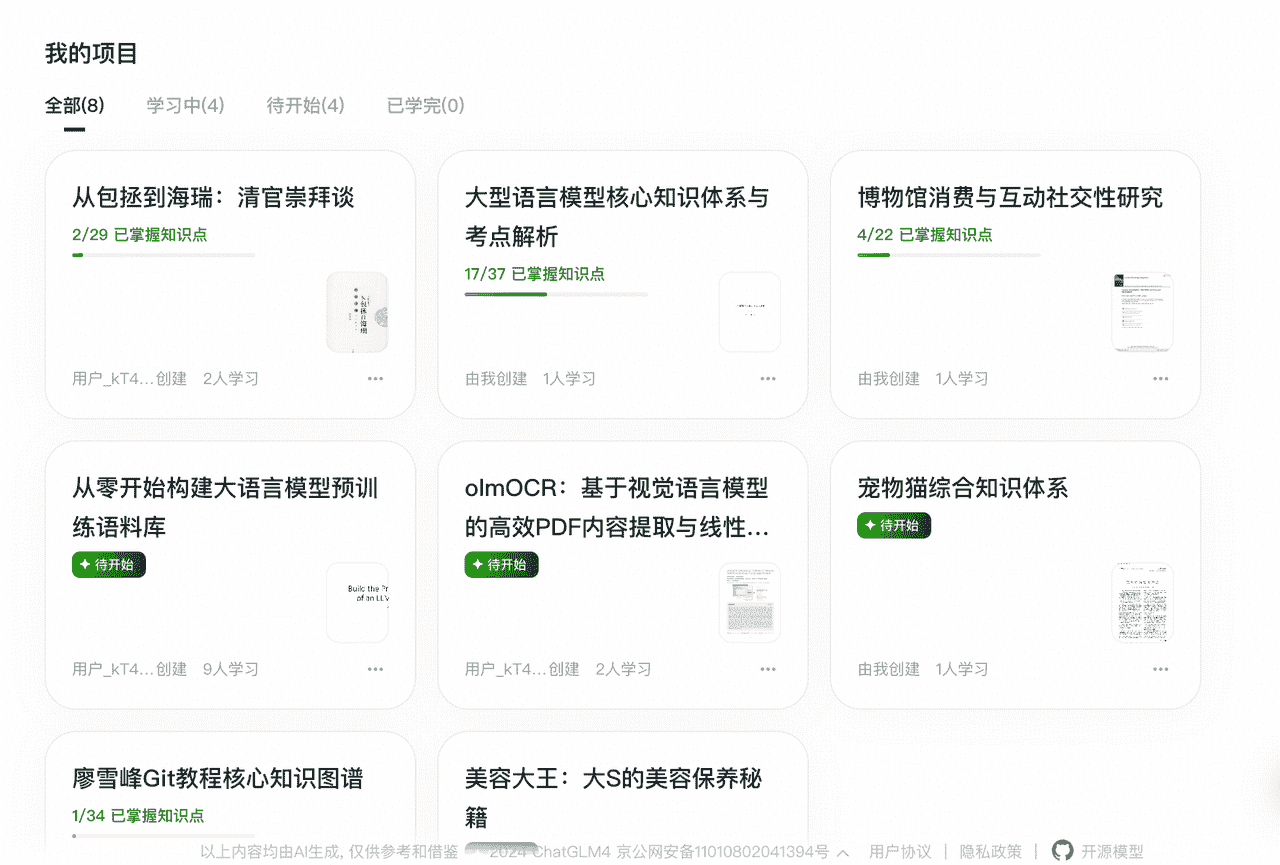 我的项目
全部(8) 学习中(4) 待开始(4) 已学完(0)
从包拯到海瑞：清官崇拜谈
2/29 已掌握知识点
用户_kT4...创建 2人学习
大型语言模型核心知识体系与
考点解析
17/37 已掌握知识点
由我创建 1人学习
博物馆消费与互动社交性研究
4/22 已掌握知识点
由我创建 1人学习
从零开始构建大语言模型预训
练语料库
待开始
Build the Pr
of an LLM
用户_kT4...创建 9人学习
olmOCR：基于视觉语言模型
的高效PDF内容提取与线性...
待开始
用户_kT4...创建 2人学习
宠物猫综合知识体系
待开始
由我创建 1人学习
廖雪峰Git教程核心知识图谱
1/34 已掌握知识点
美容大王：大S的美容保养秘
籍
以上内容均由AI生成, 仅供参考和借鉴 2024 ChatGLM4 京公网安备11010802041394号 用户协议 | 隐私政策 | 开源模型